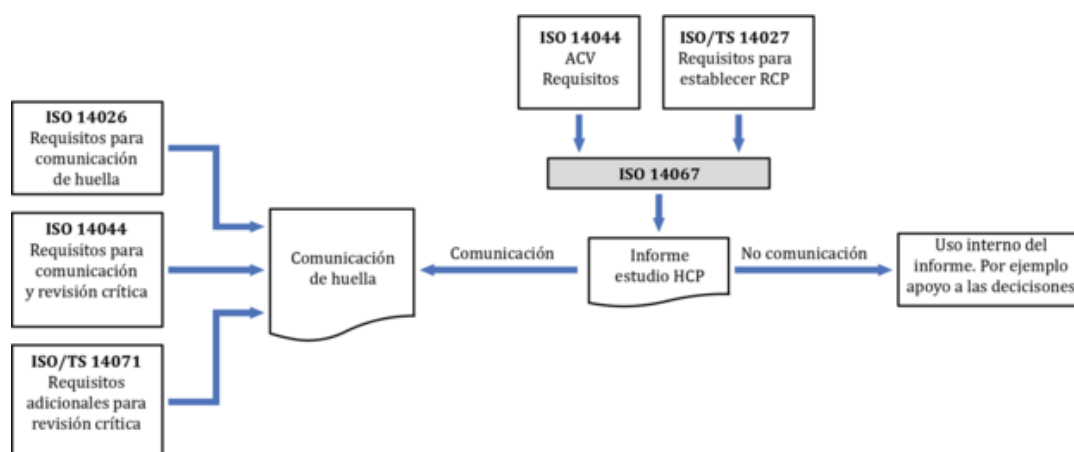 ISO 14044
ACV
Requisitos
ISO/TS 14027
Requisitos para
establecer RCP
ISO 14026
Requisitos para
comunicación
de huella
ISO 14067
ISO 14044
Requisitos para
comunicación
y revisión crítica
Comunicación
de huella
Comunicación
Informe
estudio HCP
No comunicación
Uso interno del
informe. Por ejemplo
apoyo a las decicisones
ISO/TS 14071
Requisitos
adicionales para
revisión crítica